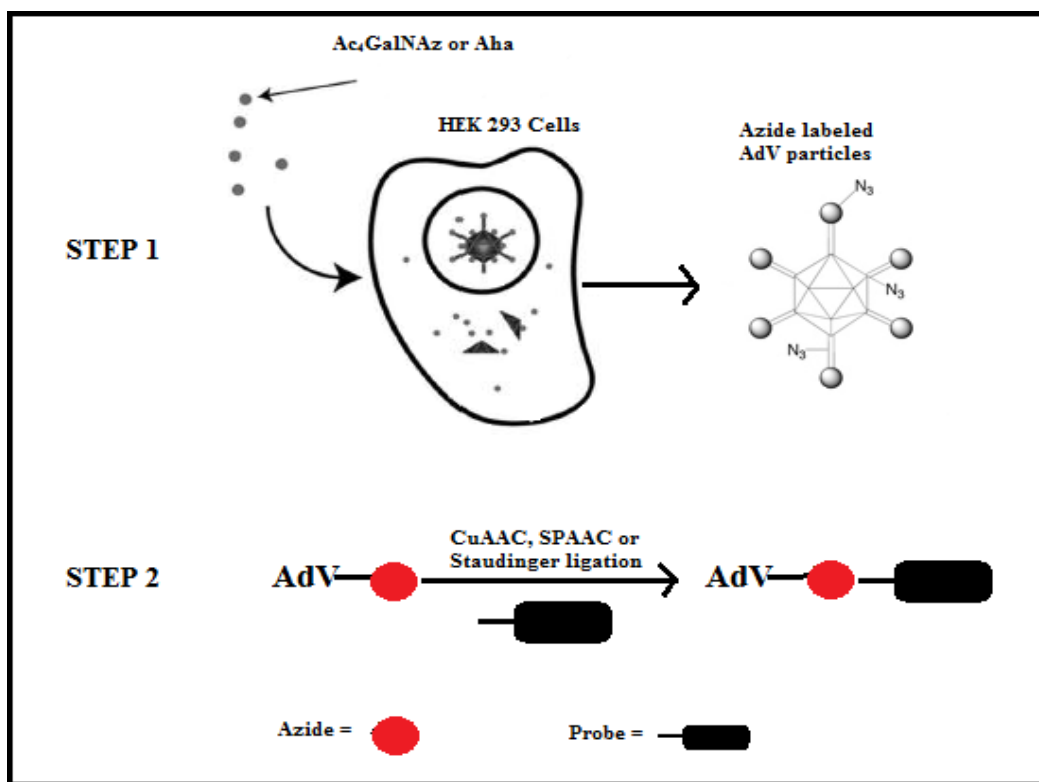 Ac₄GalNAz or Aha
HEK 293 Cells
Azide labeled
AdV particles
N₃
STEP 1
N₃
N₃
CuAAC, SPAAC or
Staudinger ligation
STEP 2
AdV
AdV
Azide =
Probe =